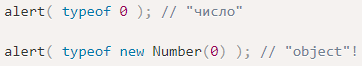 alert( typeof 0 ); // "число"
alert( typeof new Number(0) ); // "object"!